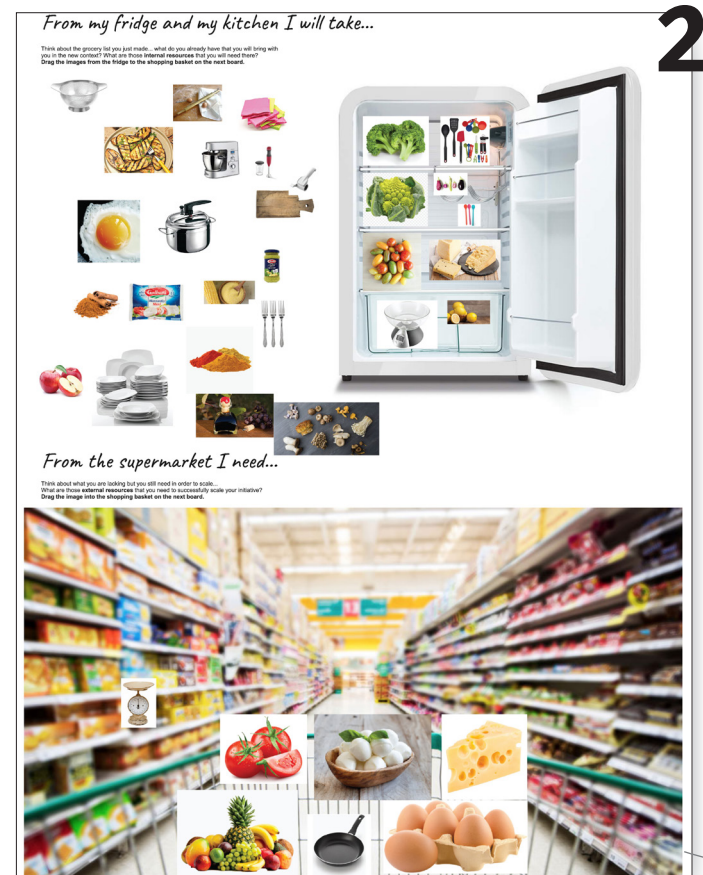 2
From my fridge and my kitchen I will take...
Think about the grocery list you just made... what do you already have that you will bring with
you in the new context? What are those internal resources that you will need there?
Drag the images from the fridge to the shopping basket on the next board.
From the supermarket I need...
Think about what you are lacking but you still need in order to scale...
What are those external resources that you need to successfully scale your initiative?
Drag the image into the shopping basket on the next board.